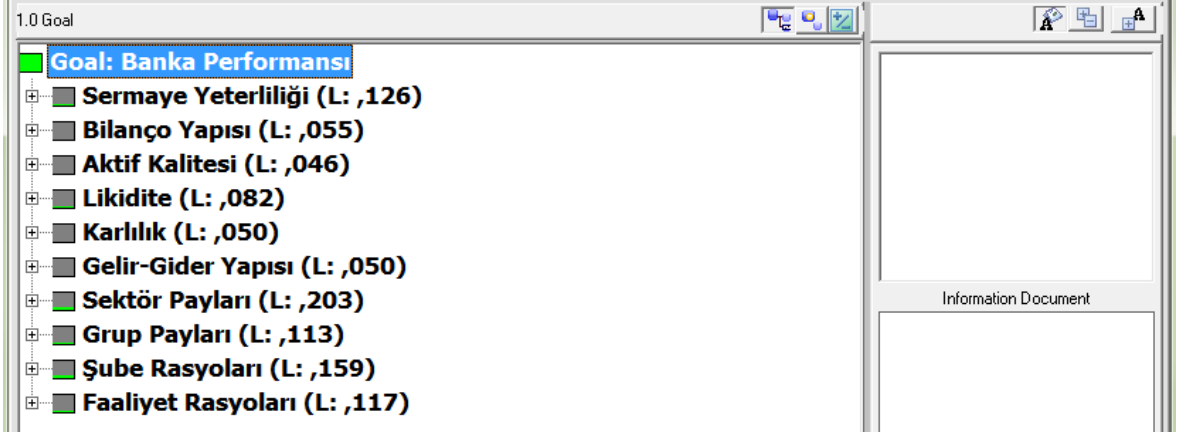 1.0 Goal
Goal: Banka Performansı
Sermaye Yeterliliği (L: ,126)
Bilanço Yapısı (L: ,055)
Aktif Kalitesi (L: ,046)
Likidite (L: ,082)
Karlılık (L: ,050)
Gelir-Gider Yapısı (L: ,050)
Sektör Payları (L: ,203)
Grup Payları (L: ,113)
Şube Rasyoları (L: ,159)
Faaliyet Rasyoları (L: ,117)
A
A
Information Document